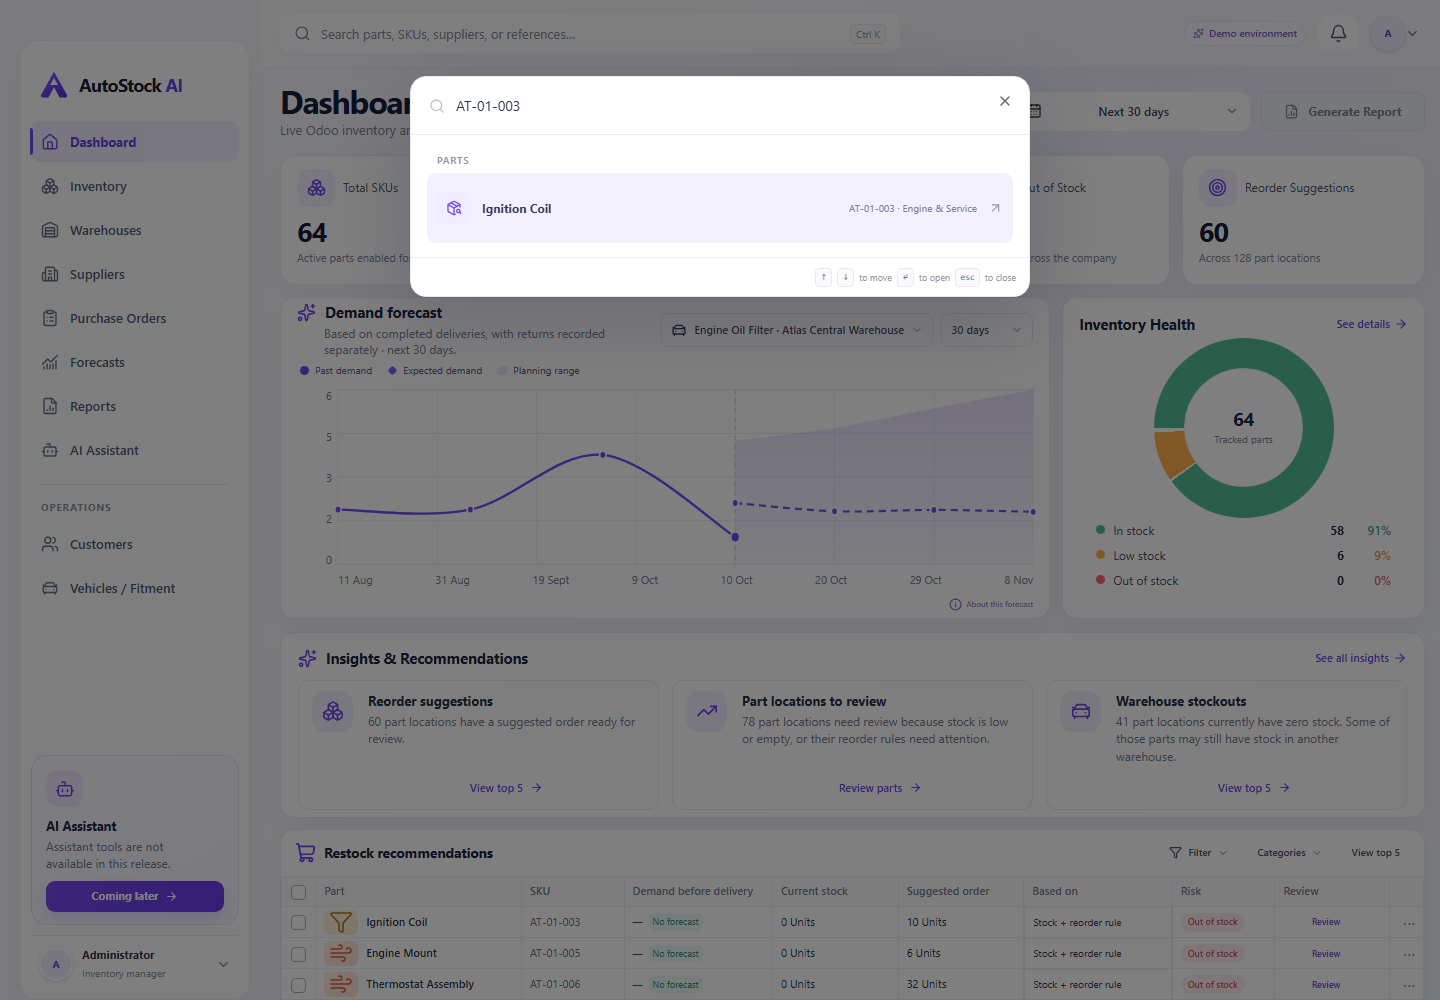 AutoStock AI
Search parts, SKUs, suppliers, or references...
Ctrl K
Demo environment
A
AT-01-003
PARTS
Ignition Coil
AT-01-003 · Engine & Service
↑ ↓ to move ↵ to open esc to close
Dashboard
Inventory
Warehouses
Suppliers
Purchase Orders
Forecasts
Reports
AI Assistant
OPERATIONS
Customers
Vehicles / Fitment
AI Assistant
Assistant tools are not
available in this release.
Coming later →
A
Administrator
Inventory manager
Live Odoo inventory
Next 30 days
Generate Report
Total SKUs
64
Active parts enabled
of Stock
the company
Reorder Suggestions
60
Across 128 part locations
Demand forecast
Based on completed deliveries, with returns recorded
separately · next 30 days.
Engine Oil Filter · Atlas Central Warehouse
30 days
Past demand
Expected demand
Planning range
6
5
3
2
0
11 Aug 31 Aug 19 Sept 9 Oct 10 Oct 20 Oct 29 Oct 8 Nov
About this forecast
Inventory Health
See details →
64
Tracked parts
In stock 58 91%
Low stock 6 9%
Out of stock 0 0%
Insights & Recommendations
See all insights →
Reorder suggestions
60 part locations have a suggested order ready for
review.
View top 5 →
Part locations to review
78 part locations need review because stock is low
or empty, or their reorder rules need attention.
Review parts →
Warehouse stockouts
41 part locations currently have zero stock. Some of
those parts may still have stock in another
warehouse.
View top 5 →
Restock recommendations
Filter
Categories
View top 5
Part SKU Demand before delivery Current stock Suggested order Based on Risk Review
Ignition Coil AT-01-003 — No forecast 0 Units 10 Units Stock + reorder rule Out of stock Review ...
Engine Mount AT-01-005 — No forecast 0 Units 6 Units Stock + reorder rule Out of stock Review ...
Thermostat Assembly AT-01-006 — No forecast 0 Units 32 Units Stock + reorder rule Out of stock Review ...